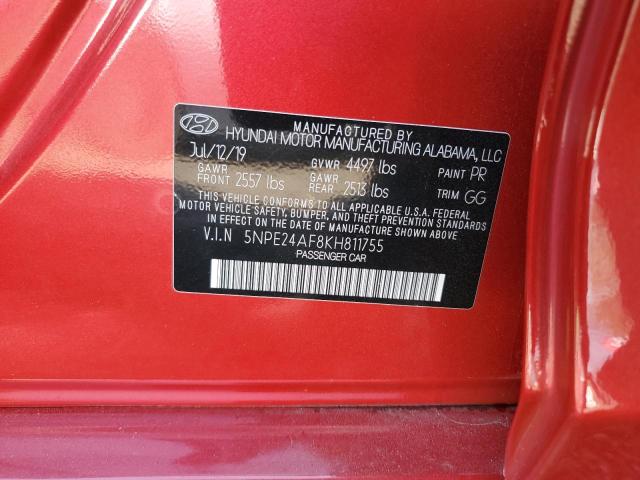 MANUFACTURED BY
HYUNDAI MOTOR MANUFACTURING ALABAMA, LLC
Jul/12/19 GVWR 4497 lbs PAINT PR
GAWR FRONT 2557 lbs GAWR REAR 2513 lbs TRIM GG
THIS VEHICLE CONFORMS TO ALL APPLICABLE U.S.A. FEDERAL
MOTOR VEHICLE SAFETY, BUMPER, AND THEFT PREVENTION
STANDARDS IN EFFECT ON THE DATE OF MANUFACTURE SHOWN ABOVE.
V.I.N 5NPE24AF8KH811755
PASSENGER CAR